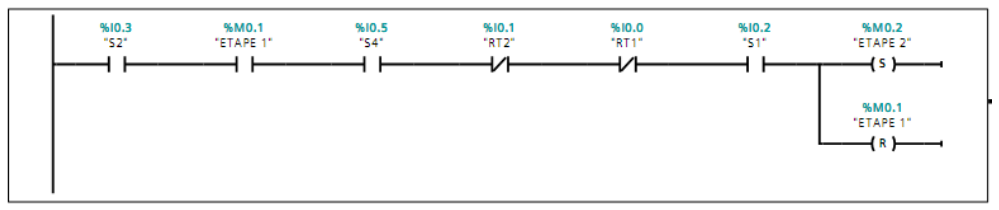 %I0.3 %M0.1 %I0.5 %I0.1 %I0.0 %I0.2 %M0.2
"S2" "ETAPE 1" "S4" "RT2" "RT1" "S1" "ETAPE 2"
S
%M0.1
"ETAPE 1"
R